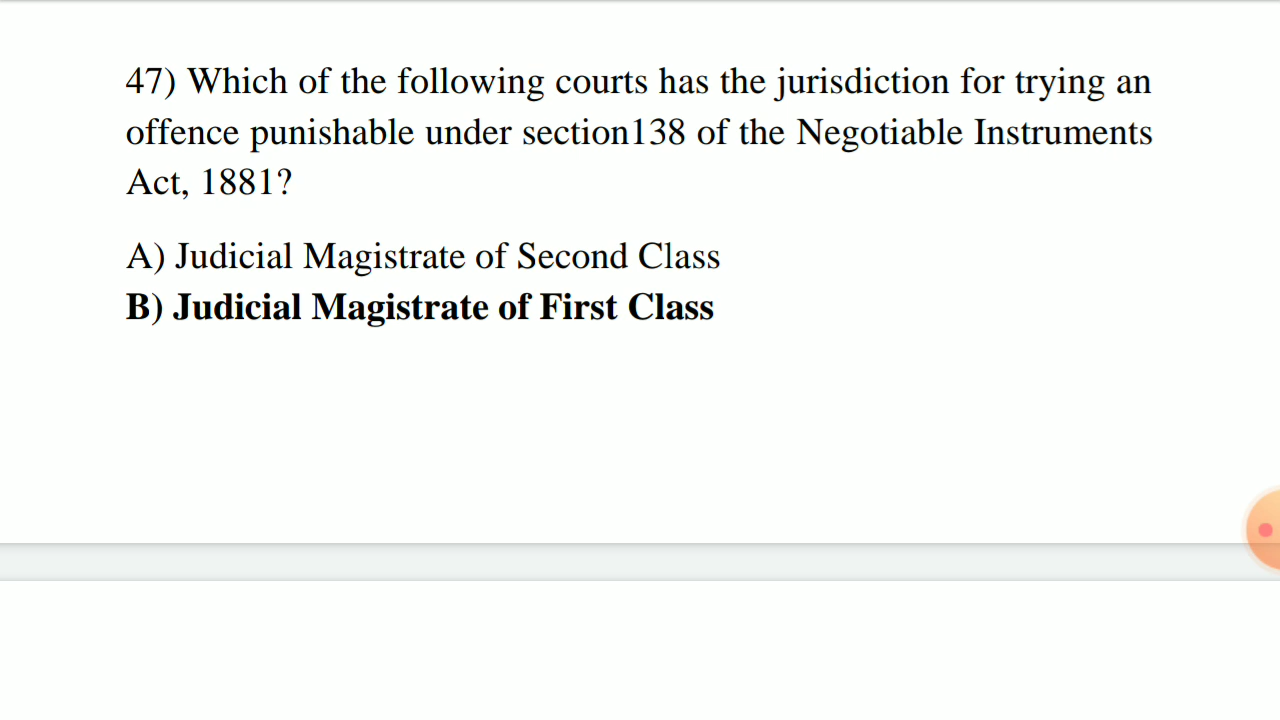 47) Which of the following courts has the jurisdiction for trying an
offence punishable under section138 of the Negotiable Instruments
Act, 1881?
A) Judicial Magistrate of Second Class
B) Judicial Magistrate of First Class